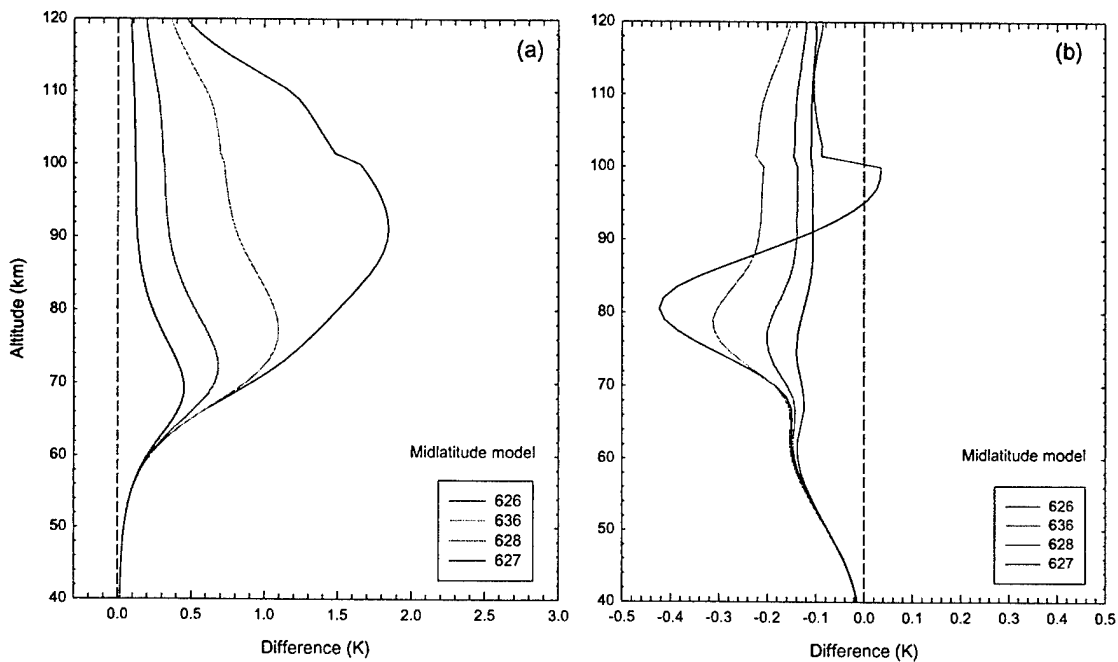 (a)
120
110
100
90
80
70
60
50
40
Altitude (km)
Midlatitude model
626
636
628
627
0.0 0.5 1.0 1.5 2.0 2.5 3.0
Difference (K)
(b)
120
110
100
90
80
70
60
50
40
Midlatitude model
626
636
628
627
-0.5 -0.4 -0.3 -0.2 -0.1 0.0 0.1 0.2 0.3 0.4 0.5
Difference (K)